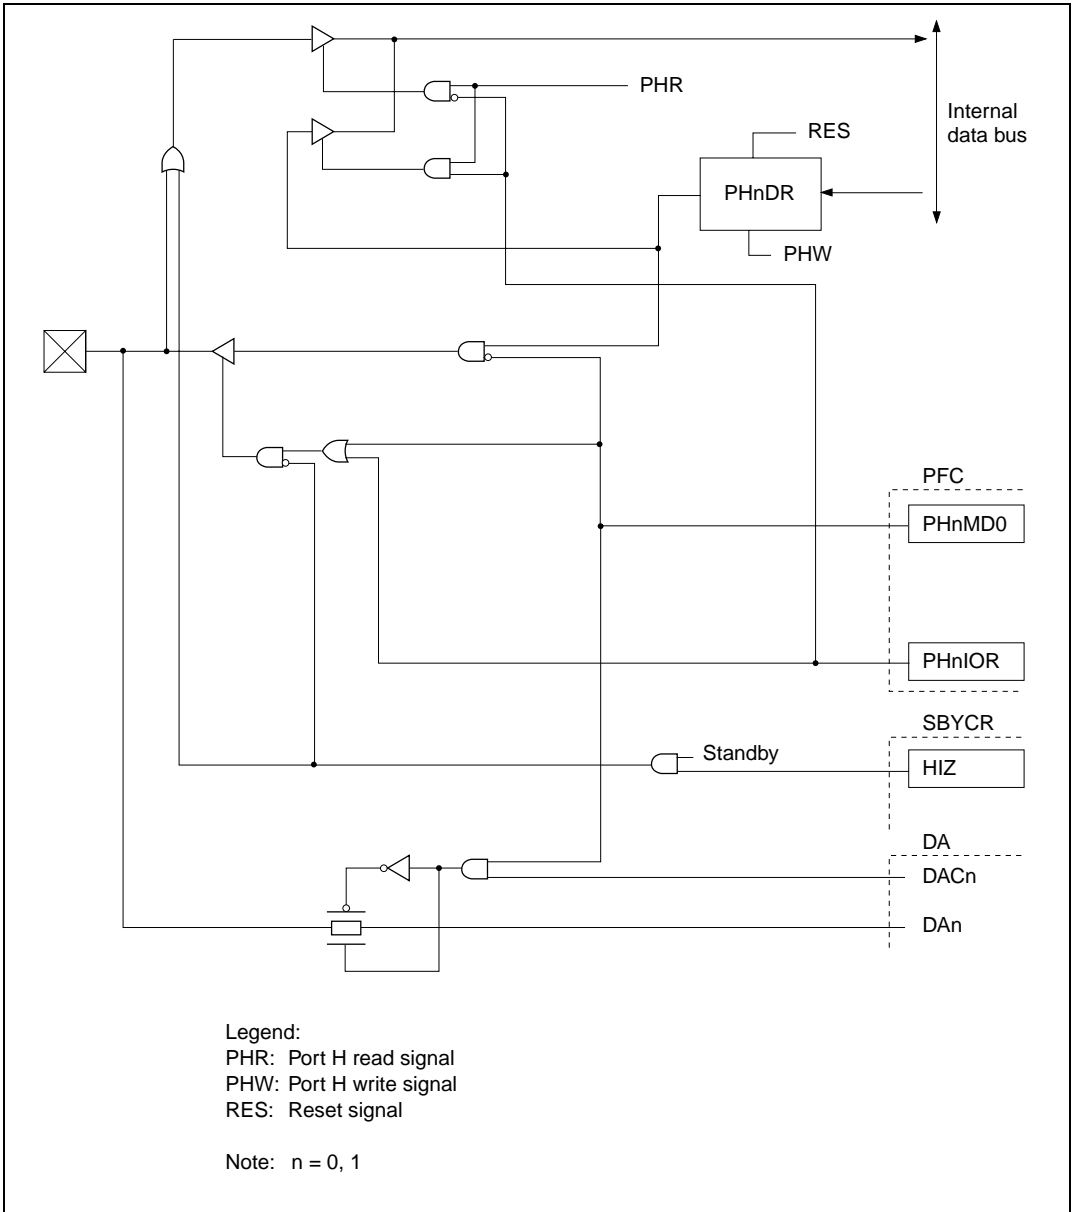 PHR
Internal
data bus
RES
PHnDR
PHW
PFC
PHnMD0
PHnIOR
SBYCR
Standby
HIZ
DA
DACn
DAn
Legend:
PHR: Port H read signal
PHW: Port H write signal
RES: Reset signal
Note: n = 0, 1